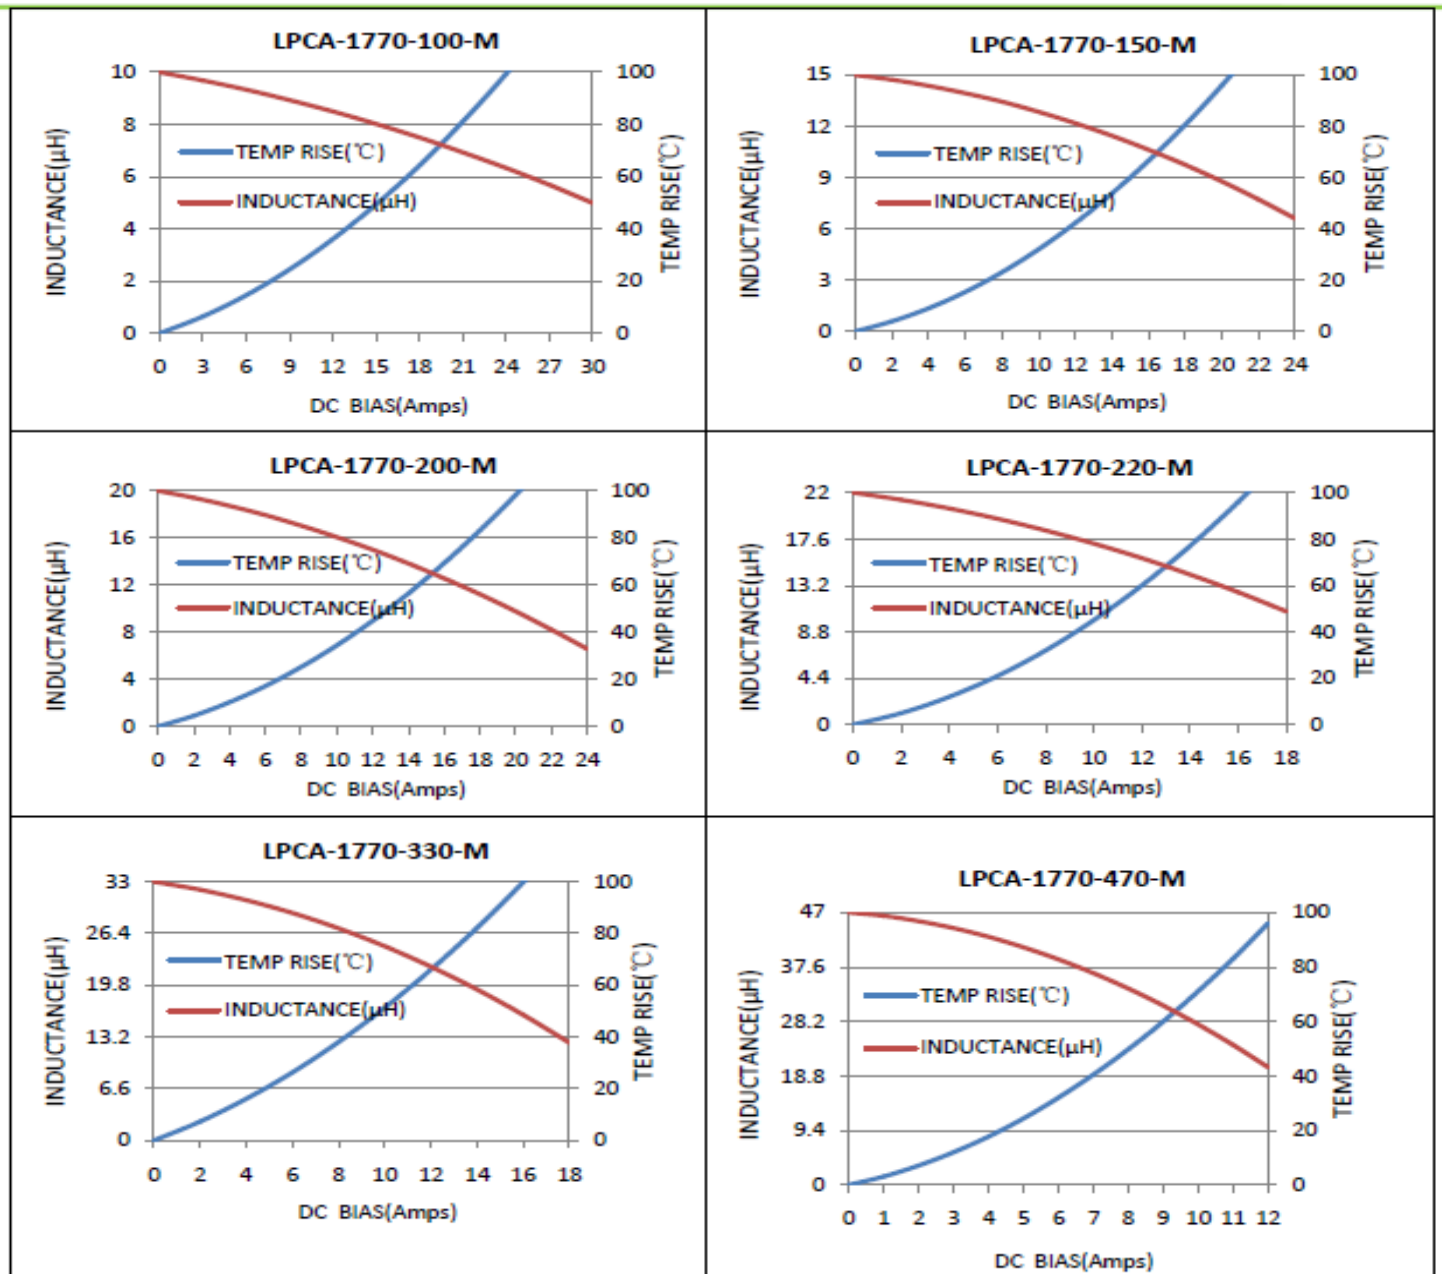 LPCA-1770-100-M
INDUCTANCE(μH)
10
8
6
4
2
0
TEMP RISE(℃)
INDUCTANCE(μH)
100
80
60
40
20
0
TEMP RISE(℃)
0 3 6 9 12 15 18 21 24 27 30
DC BIAS(Amps)
LPCA-1770-150-M
INDUCTANCE(μH)
15
12
9
6
3
0
TEMP RISE(℃)
INDUCTANCE(μH)
100
80
60
40
20
0
TEMP RISE(℃)
0 2 4 6 8 10 12 14 16 18 20 22 24
DC BIAS(Amps)
LPCA-1770-200-M
INDUCTANCE(μH)
20
16
12
8
4
0
TEMP RISE(℃)
INDUCTANCE(μH)
100
80
60
40
20
0
TEMP RISE(℃)
0 2 4 6 8 10 12 14 16 18 20 22 24
DC BIAS(Amps)
LPCA-1770-220-M
INDUCTANCE(μH)
22
17.6
13.2
8.8
4.4
0
TEMP RISE(℃)
INDUCTANCE(μH)
100
80
60
40
20
0
TEMP RISE(℃)
0 2 4 6 8 10 12 14 16 18
DC BIAS(Amps)
LPCA-1770-330-M
INDUCTANCE(μH)
33
26.4
19.8
13.2
6.6
0
TEMP RISE(℃)
INDUCTANCE(μH)
100
80
60
40
20
0
TEMP RISE(℃)
0 2 4 6 8 10 12 14 16 18
DC BIAS(Amps)
LPCA-1770-470-M
INDUCTANCE(μH)
47
37.6
28.2
18.8
9.4
0
TEMP RISE(℃)
INDUCTANCE(μH)
100
80
60
40
20
0
TEMP RISE(℃)
0 1 2 3 4 5 6 7 8 9 10 11 12
DC BIAS(Amps)